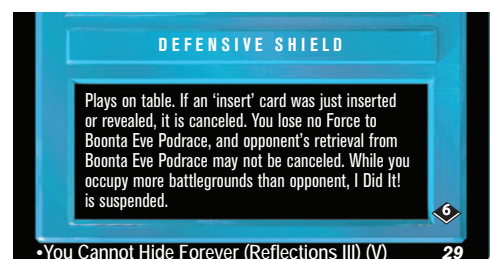 DEFENSIVE SHIELD
Plays on table. If an 'insert' card was just inserted
or revealed, it is canceled. You lose no Force to
Boonta Eve Podrace, and opponent's retrieval from
Boonta Eve Podrace may not be canceled. While you
occupy more battlegrounds than opponent, I Did It!
is suspended.
6
•You Cannot Hide Forever (Reflections III) (V) 29